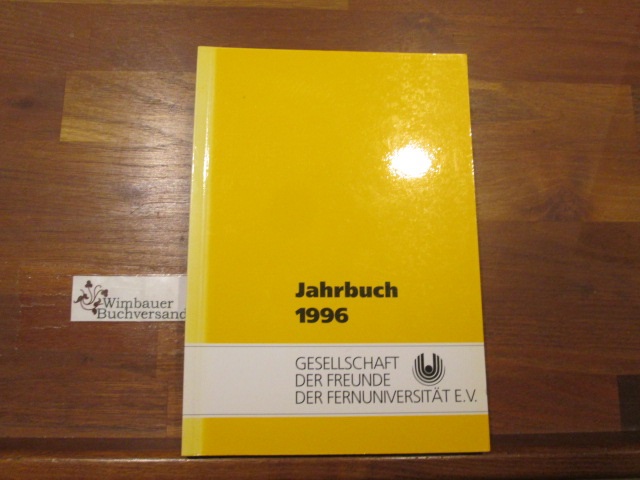 Jahrbuch
1996
GESELLSCHAFT
DER FREUNDE
DER FERNUNIVERSITÄT E.V.
Wimbauer
Buchversand